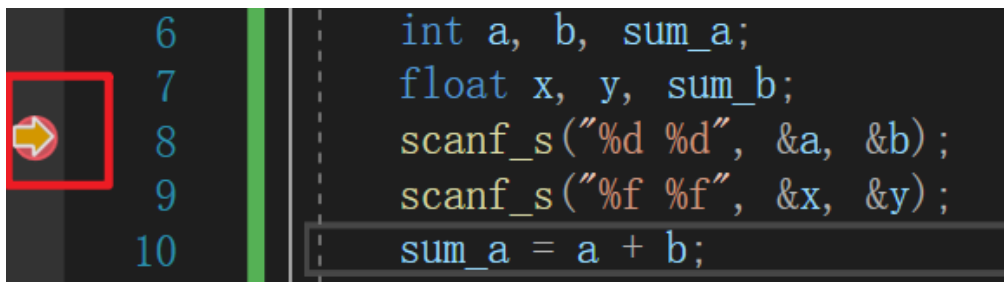 6 int a, b, sum_a;
7 float x, y, sum_b;
8 scanf_s("%d %d", &a, &b);
9 scanf_s("%f %f", &x, &y);
10 sum_a = a + b;